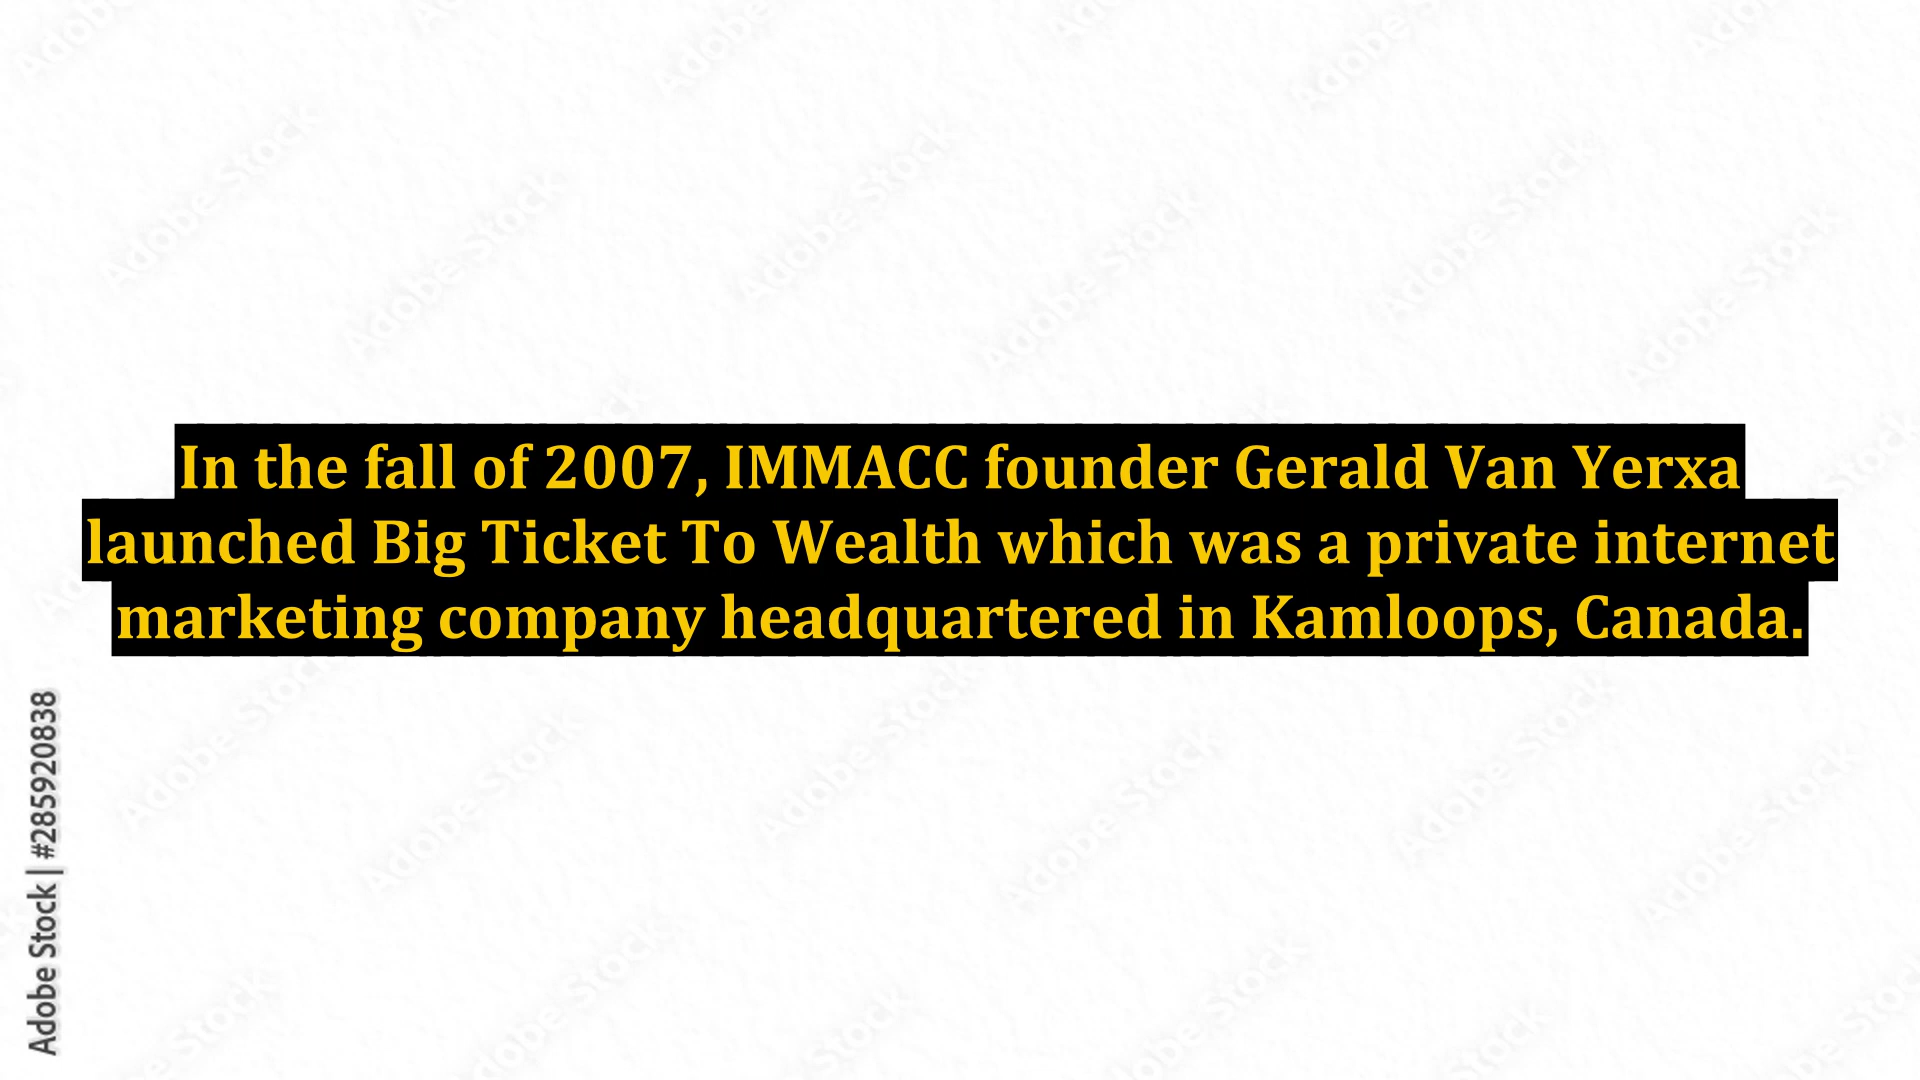 In the fall of 2007, IMMACC founder Gerald Van Yerxa
launched Big Ticket To Wealth which was a private internet
marketing company headquartered in Kamloops, Canada.
Adobe Stock | #285920838